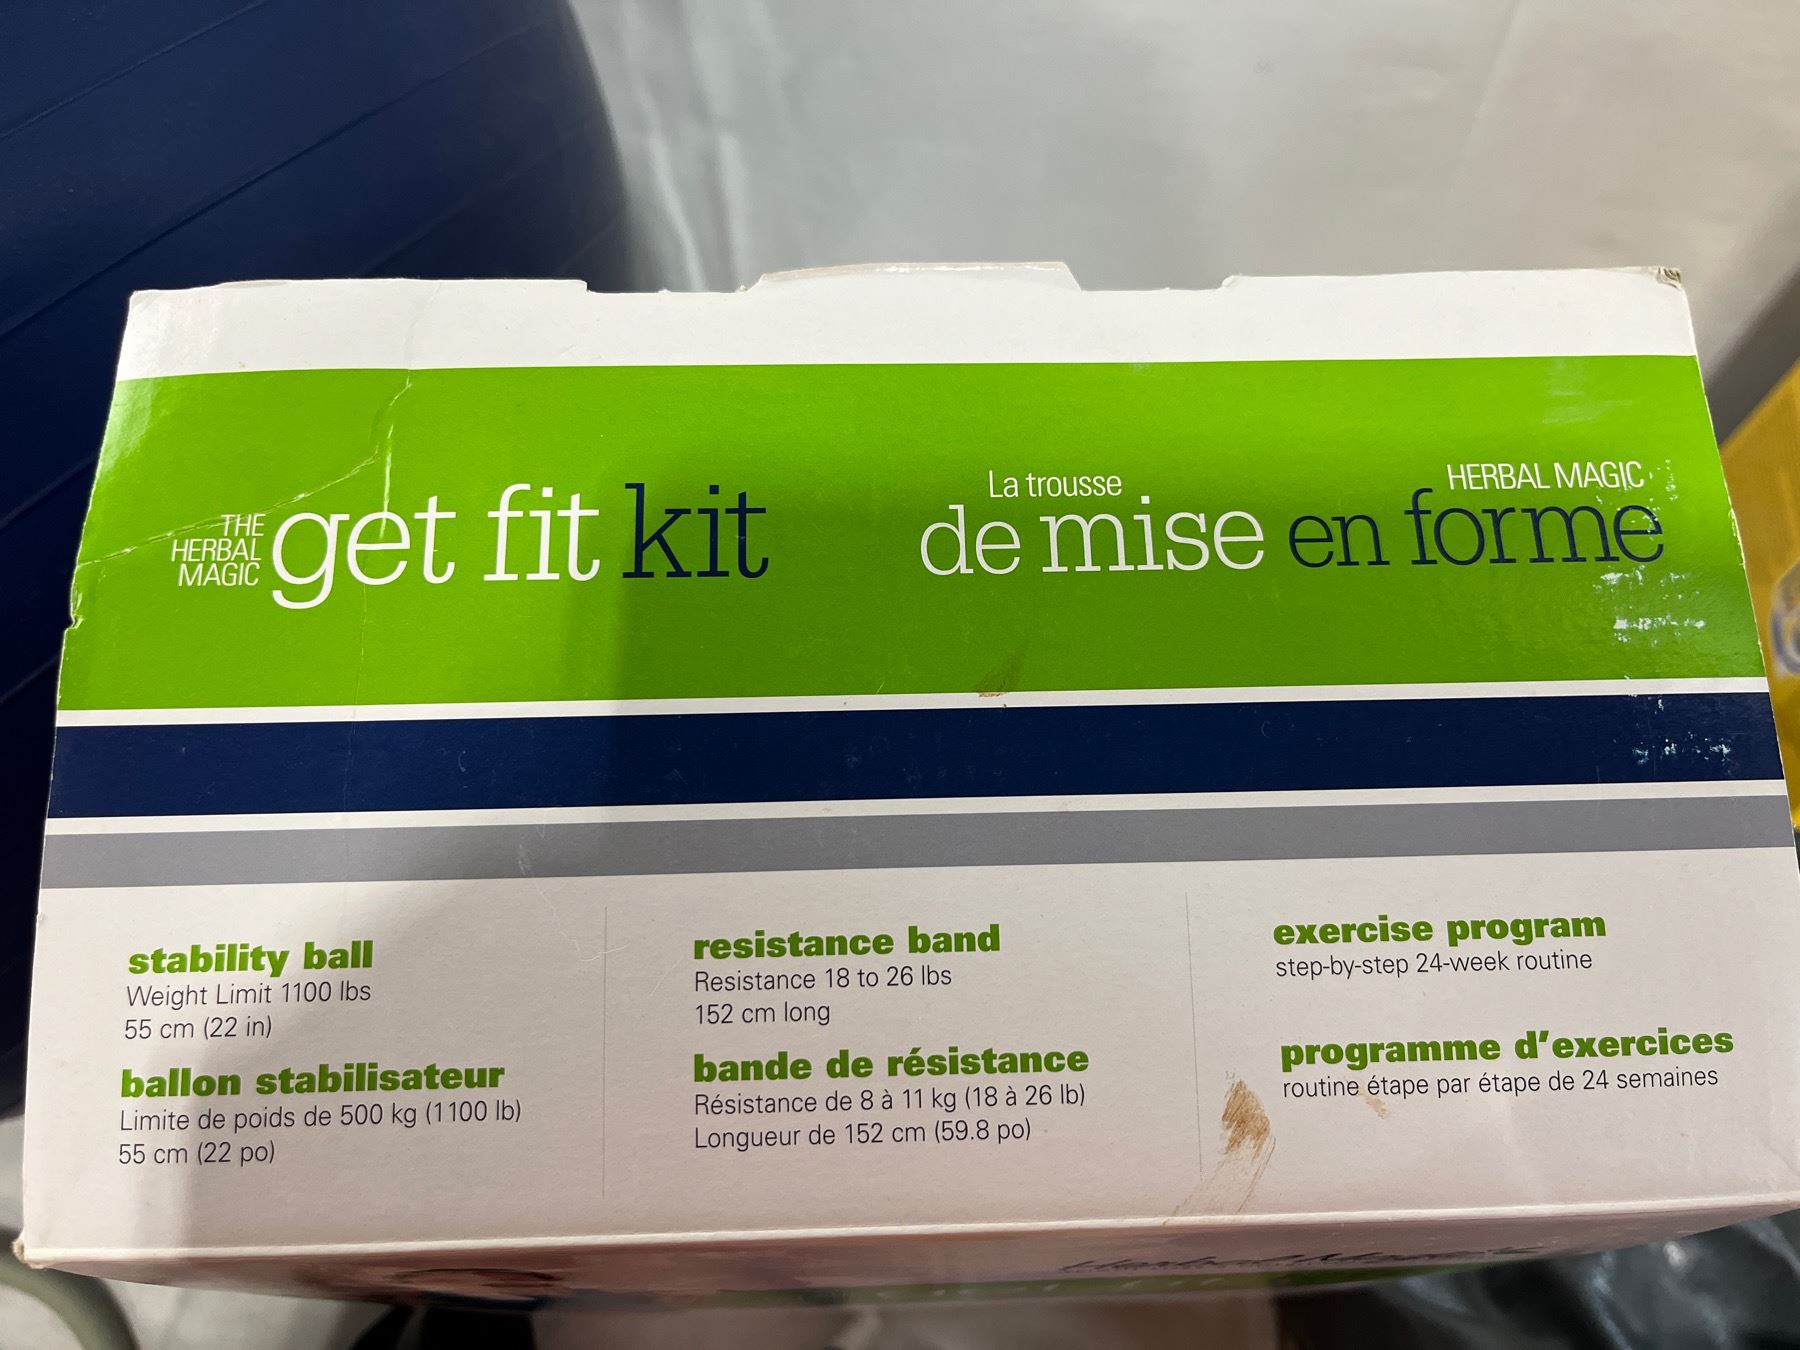 THE
HERBAL
MAGIC
get fit kit
La trousse
HERBAL MAGIC
de mise en forme
stability ball
Weight Limit 1100 lbs
55 cm (22 in)
ballon stabilisateur
Limite de poids de 500 kg (1100 lb)
55 cm (22 po)
resistance band
Resistance 18 to 26 lbs
152 cm long
bande de résistance
Résistance de 8 à 11 kg (18 à 26 lb)
Longueur de 152 cm (59.8 po)
exercise program
step-by-step 24-week routine
programme d'exercices
routine étape par étape de 24 semaines